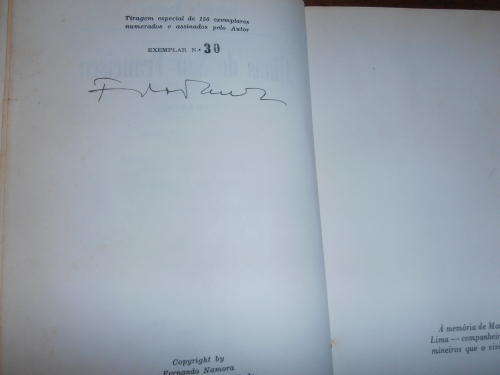 Tiragem especial de 150 exemplares
numerados e assinados pelo Autor
EXEMPLAR N.º 30
Copyright by
Fernando Namora
À memória de
Lima — companheir
mineiros que o